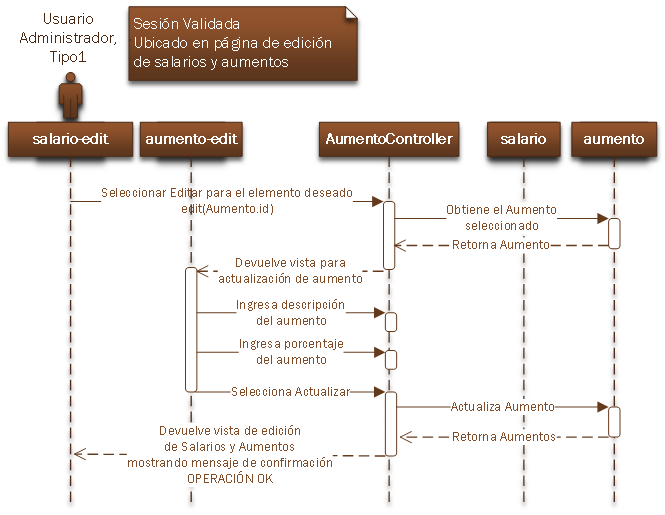 Usuario
Administrador,
Tipo1
Sesión Validada
Ubicado en página de edición
de salarios y aumentos
salario-edit
aumento-edit
AumentoController
salario
aumento
Seleccionar Editar para el elemento deseado
edit(Aumento.id)
Obtiene el Aumento
seleccionado
Retorna Aumento
Devuelve vista para
actualización de aumento
Ingresa descripción
del aumento
Ingresa porcentaje
del aumento
Selecciona Actualizar
Actualiza Aumento
Retorna Aumentos
Devuelve vista de edición
de Salarios y Aumentos
mostrando mensaje de confirmación
OPERACIÓN OK